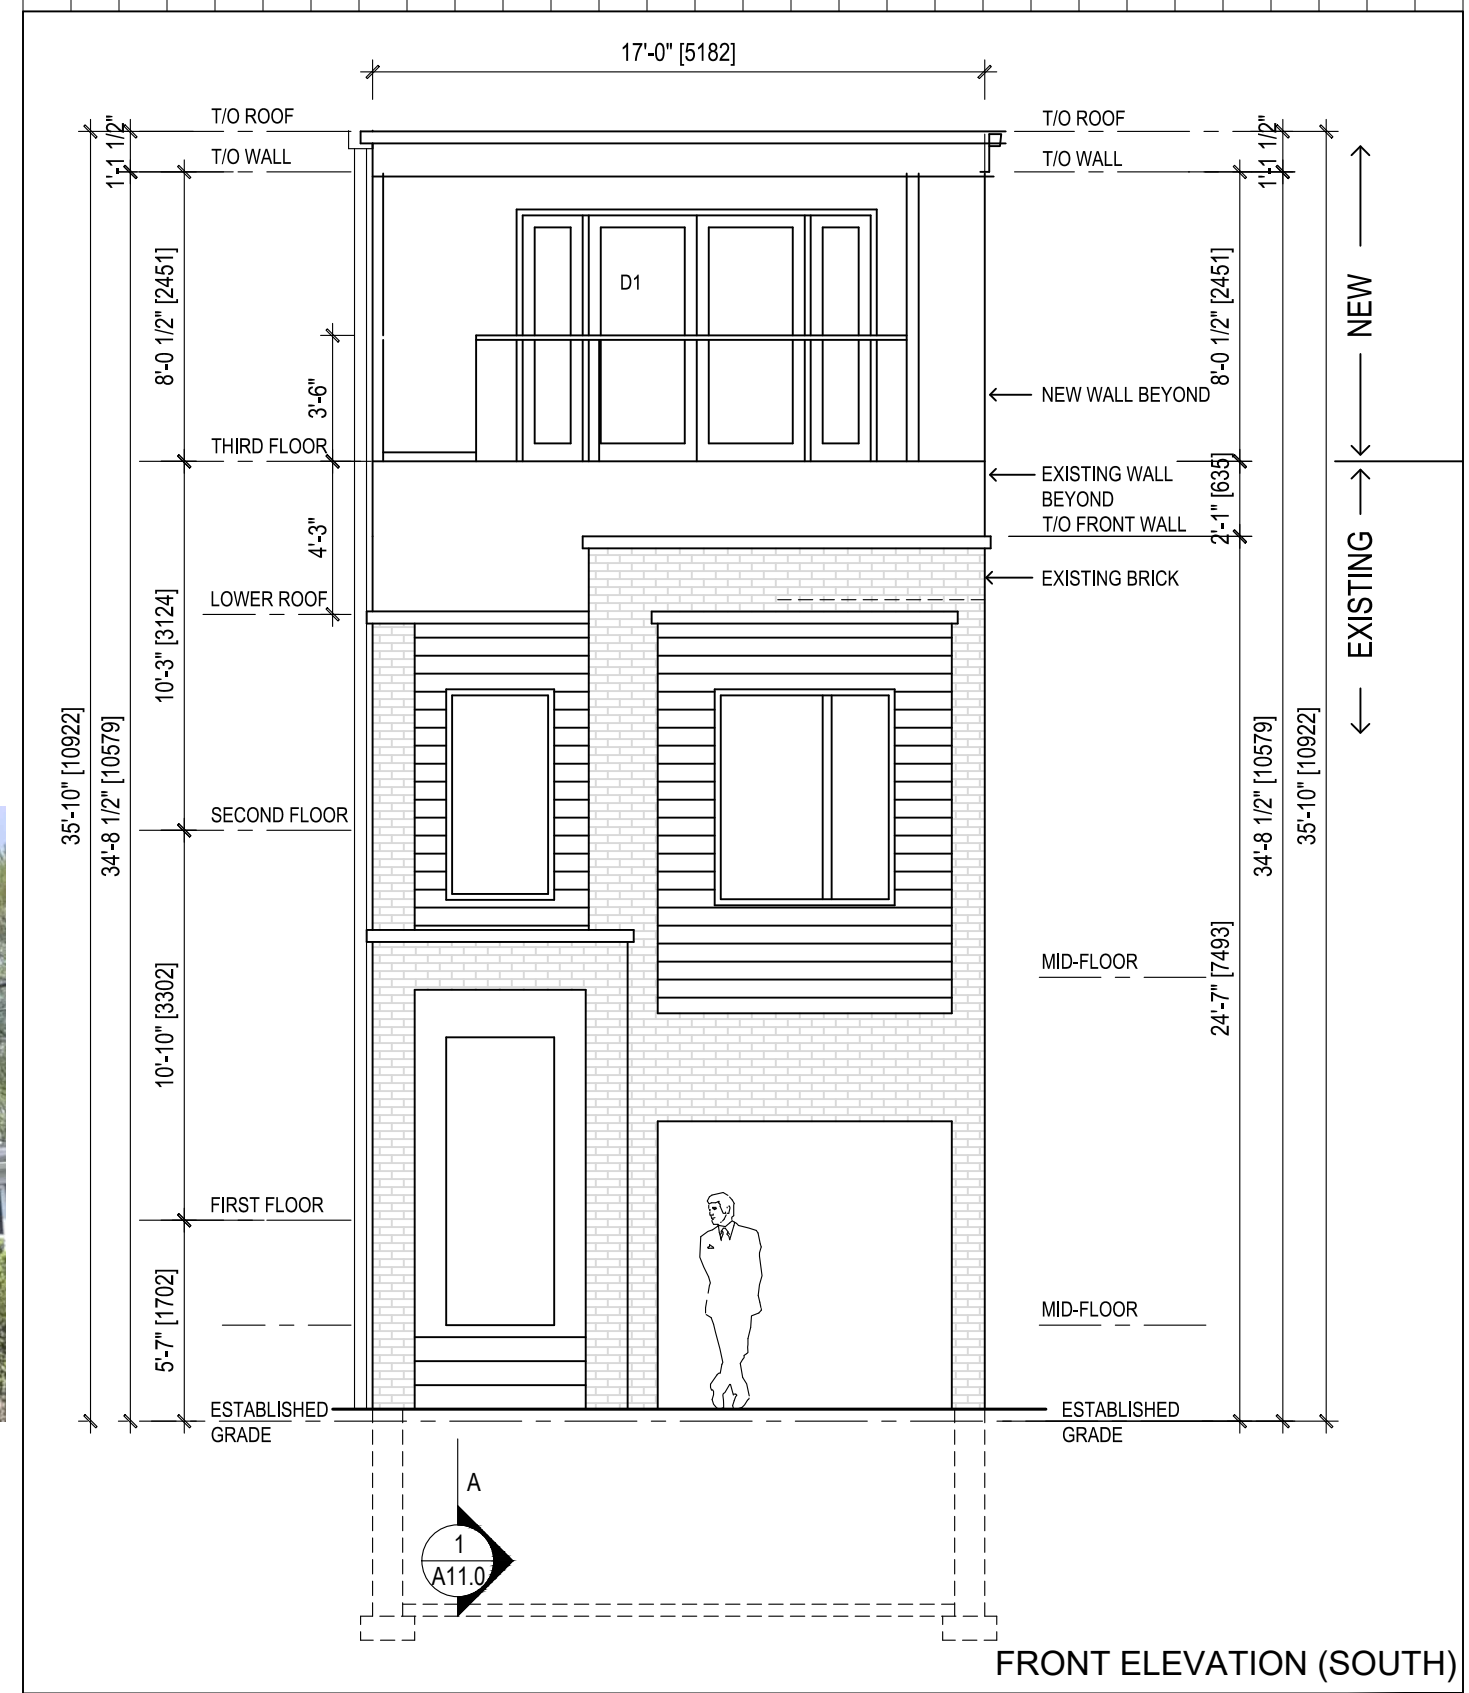 17'-0" [5182]
T/O ROOF
T/O ROOF
1'-1 1/2"
1'-1 1/2"
T/O WALL
T/O WALL
8'-0 1/2" [2451]
8'-0 1/2" [2451]
D1
NEW
3'-6"
NEW WALL BEYOND
THIRD FLOOR
EXISTING WALL
BEYOND
2'-1" [635]
4'-3"
T/O FRONT WALL
EXISTING
EXISTING BRICK
LOWER ROOF
10'-3" [3124]
35'-10" [10922]
34'-8 1/2" [10579]
34'-8 1/2" [10579]
35'-10" [10922]
SECOND FLOOR
MID-FLOOR
24'-7" [7493]
10'-10" [3302]
FIRST FLOOR
MID-FLOOR
5'-7" [1702]
ESTABLISHED
GRADE
ESTABLISHED
GRADE
A
1
A11.0
FRONT ELEVATION (SOUTH)